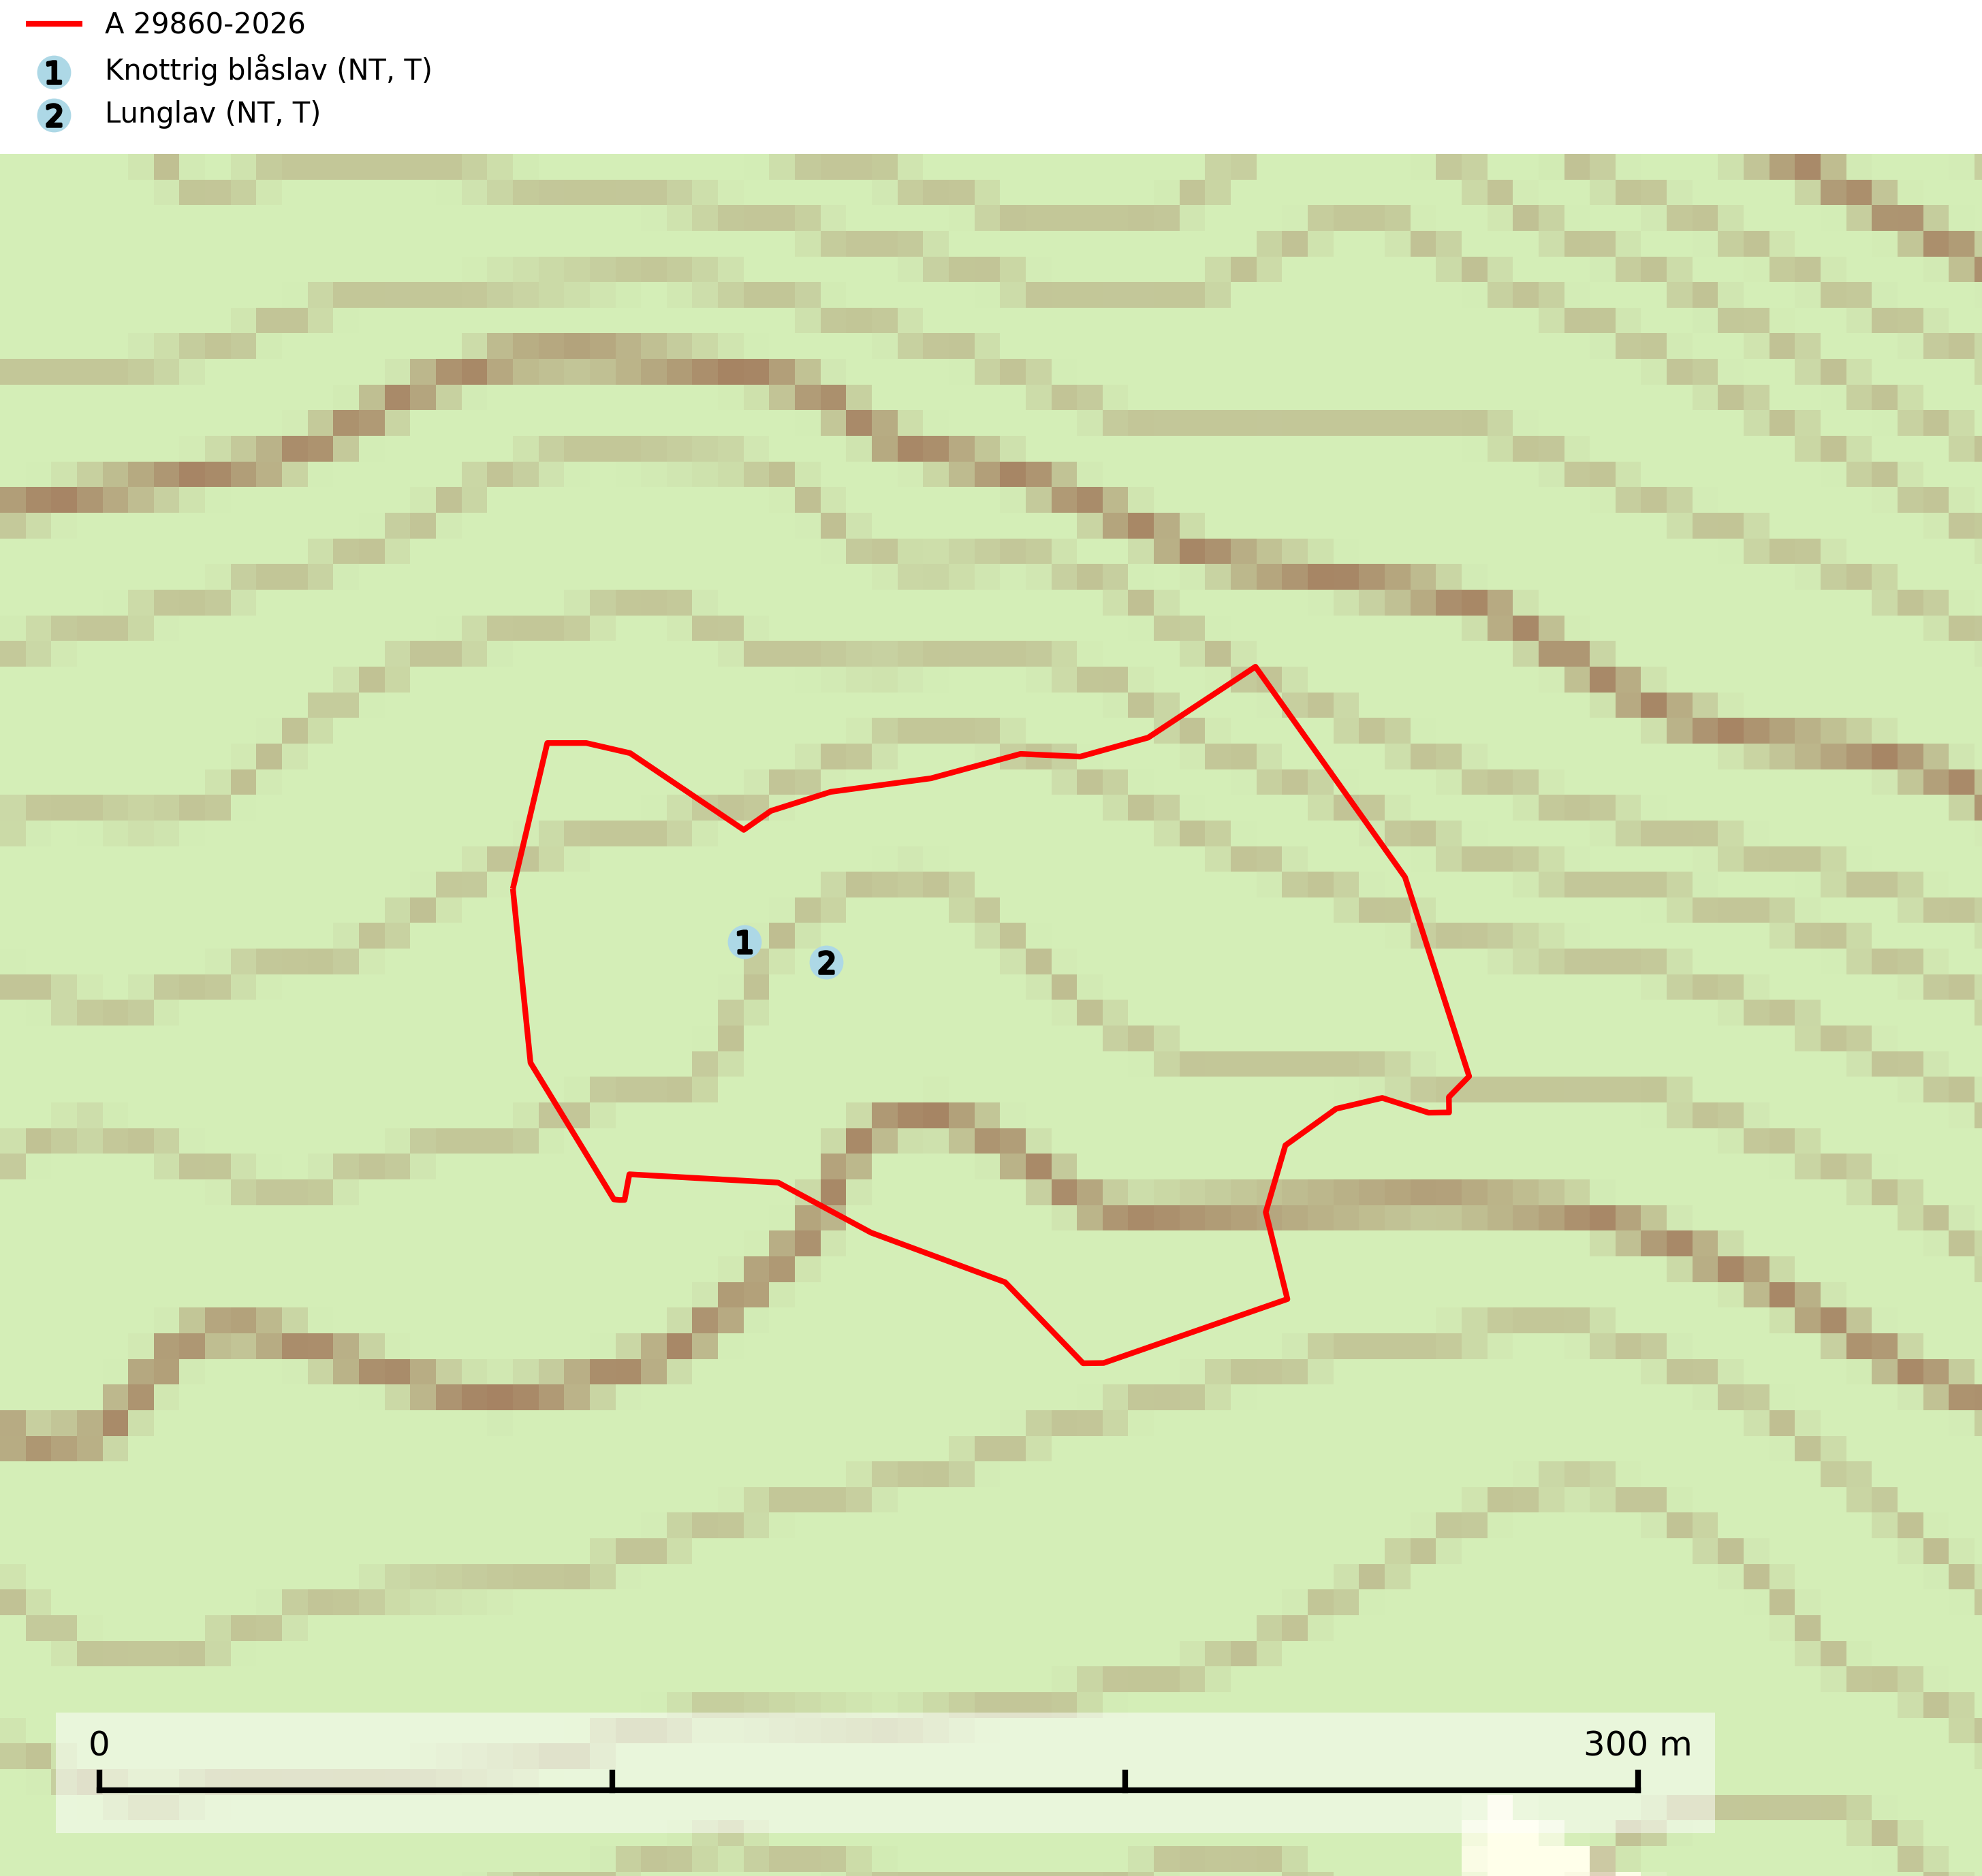 A 29860-2026
1 Knottrig blåslav (NT, T)
2 Lunglav (NT, T)
1
2
0 300 m